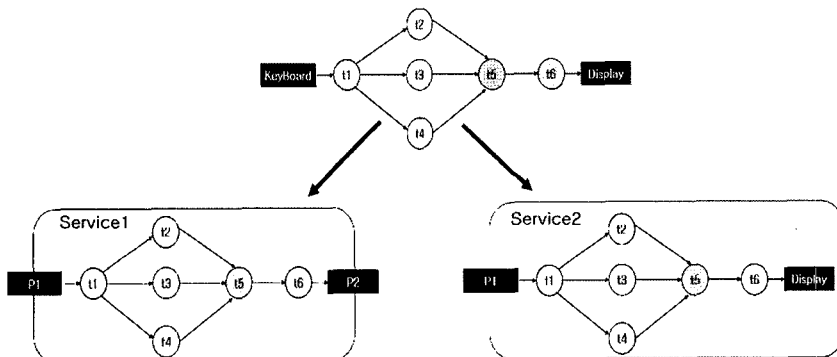 t2
KeyBoard t1 t3 t5 t6 Display
t4
Service1
t2
P1 t1 t3 t5 t6 P2
t4
Service2
t2
P1 t1 t3 t5 t6 Display
t4